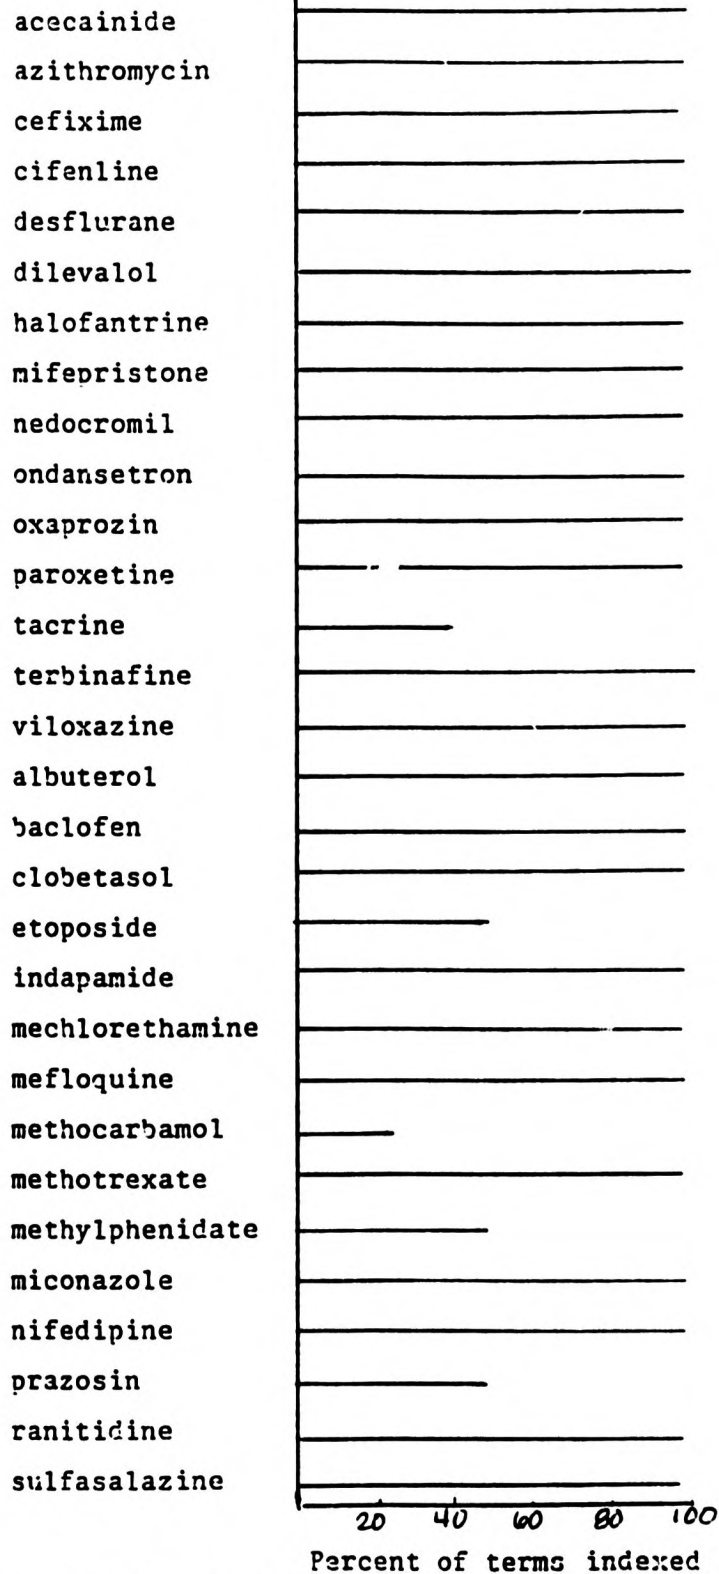 acecainide
azithromycin
cefixime
cifenline
desflurane
dilevalol
halofantrine
mifepristone
nedocromil
ondansetron
oxaprozin
paroxetine
tacrine
terbinafine
viloxazine
albuterol
baclofen
clobetasol
etoposide
indapamide
mechlorethamine
mefloquine
methocarbamol
methotrexate
methylphenidate
miconazole
nifedipine
prazosin
ranitidine
sulfasalazine
20 40 60 80 100
Percent of terms indexed